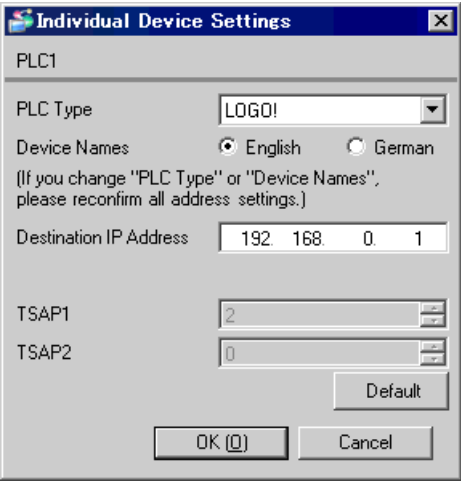 Individual Device Settings
PLC1
PLC Type LOGO!
Device Names English German
(If you change "PLC Type" or "Device Names",
please reconfirm all address settings.)
Destination IP Address 192. 168. 0. 1
TSAP1 2
TSAP2 0
Default
OK (O) Cancel